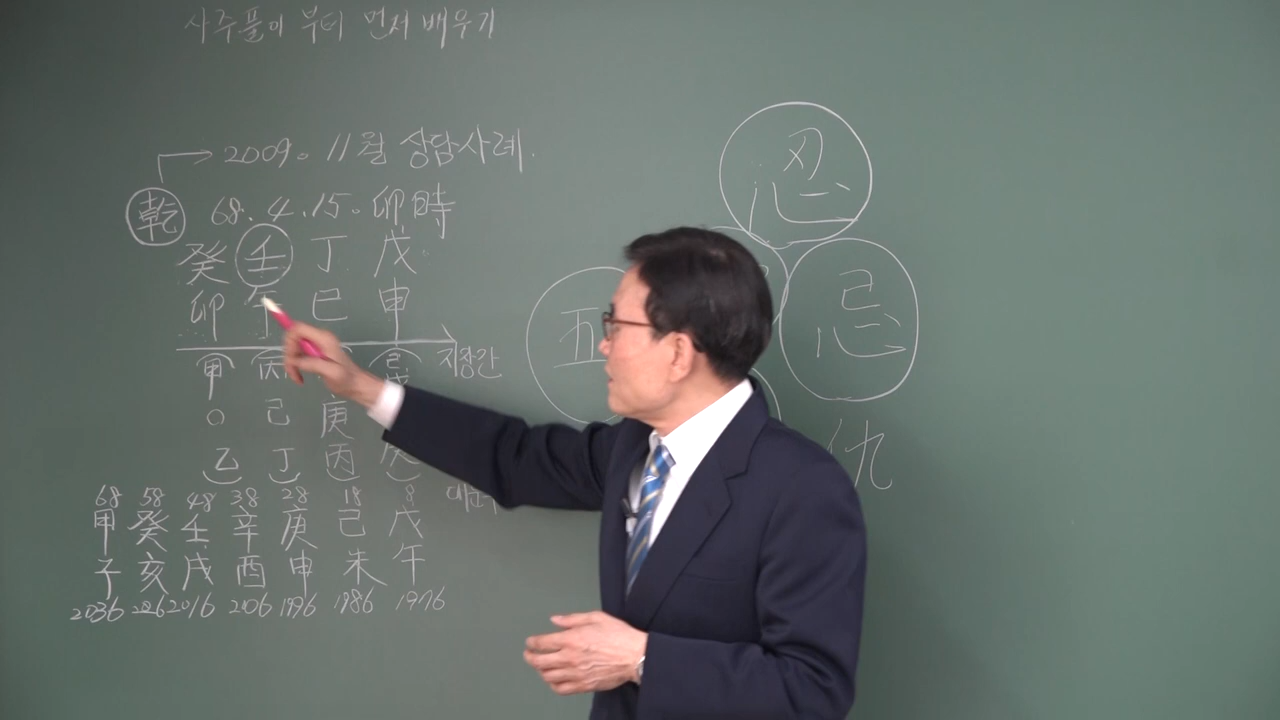 사주풀이 부터 먼저 배우기
2009. 11월 상담사례.
乾 68. 4. 15. 卯時
癸 壬 丁 戊
卯 午 巳 申
甲 丙 己 지장간
戊
○ 己 庚
乙 丁 丙
68 58 48 38 28 18 8
甲 癸 壬 辛 庚 己 戊
子 亥 戌 酉 申 未 午
2036 2026 2016 2006 1996 1986 1976
忍
五
忌
仇